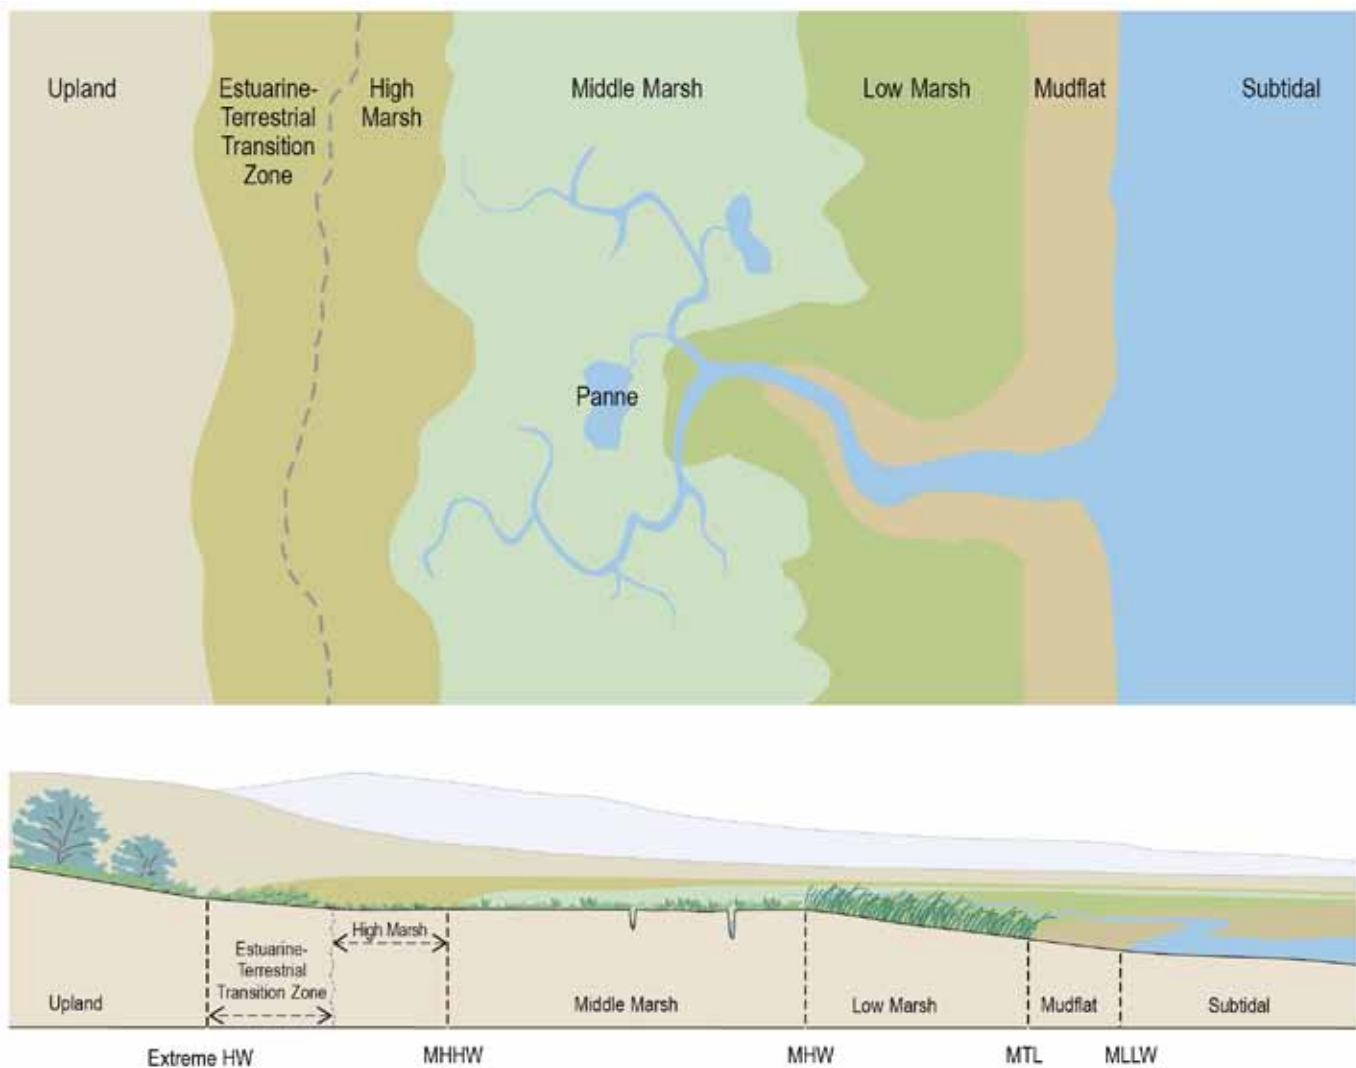 Upland
Estuarine-
Terrestrial
Transition
Zone
High
Marsh
Middle Marsh
Low Marsh
Mudflat
Subtidal
Panne
High Marsh
Estuarine-
Terrestrial
Transition Zone
Upland
Middle Marsh
Low Marsh
Mudflat
Subtidal
Extreme HW
MHHW
MHW
MTL
MLLW